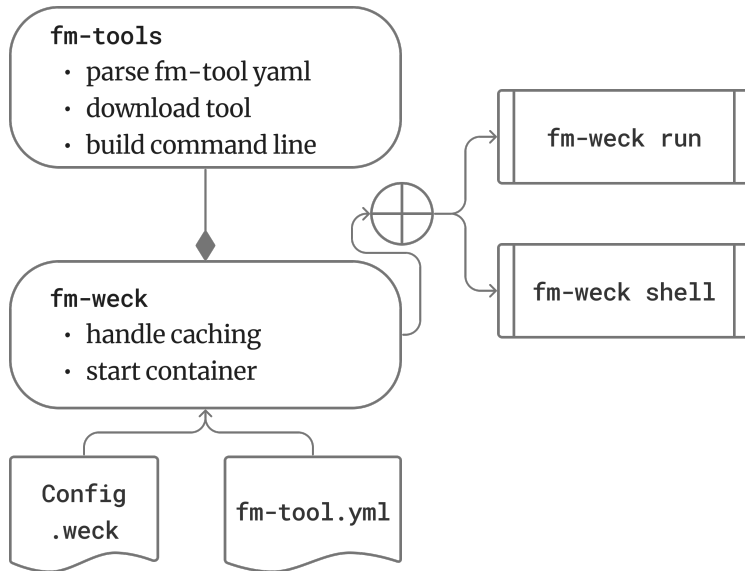 fm-tools
· parse fm-tool yaml
· download tool
· build command line
fm-weck run
fm-weck shell
fm-weck
· handle caching
· start container
Config
.weck
fm-tool.yml